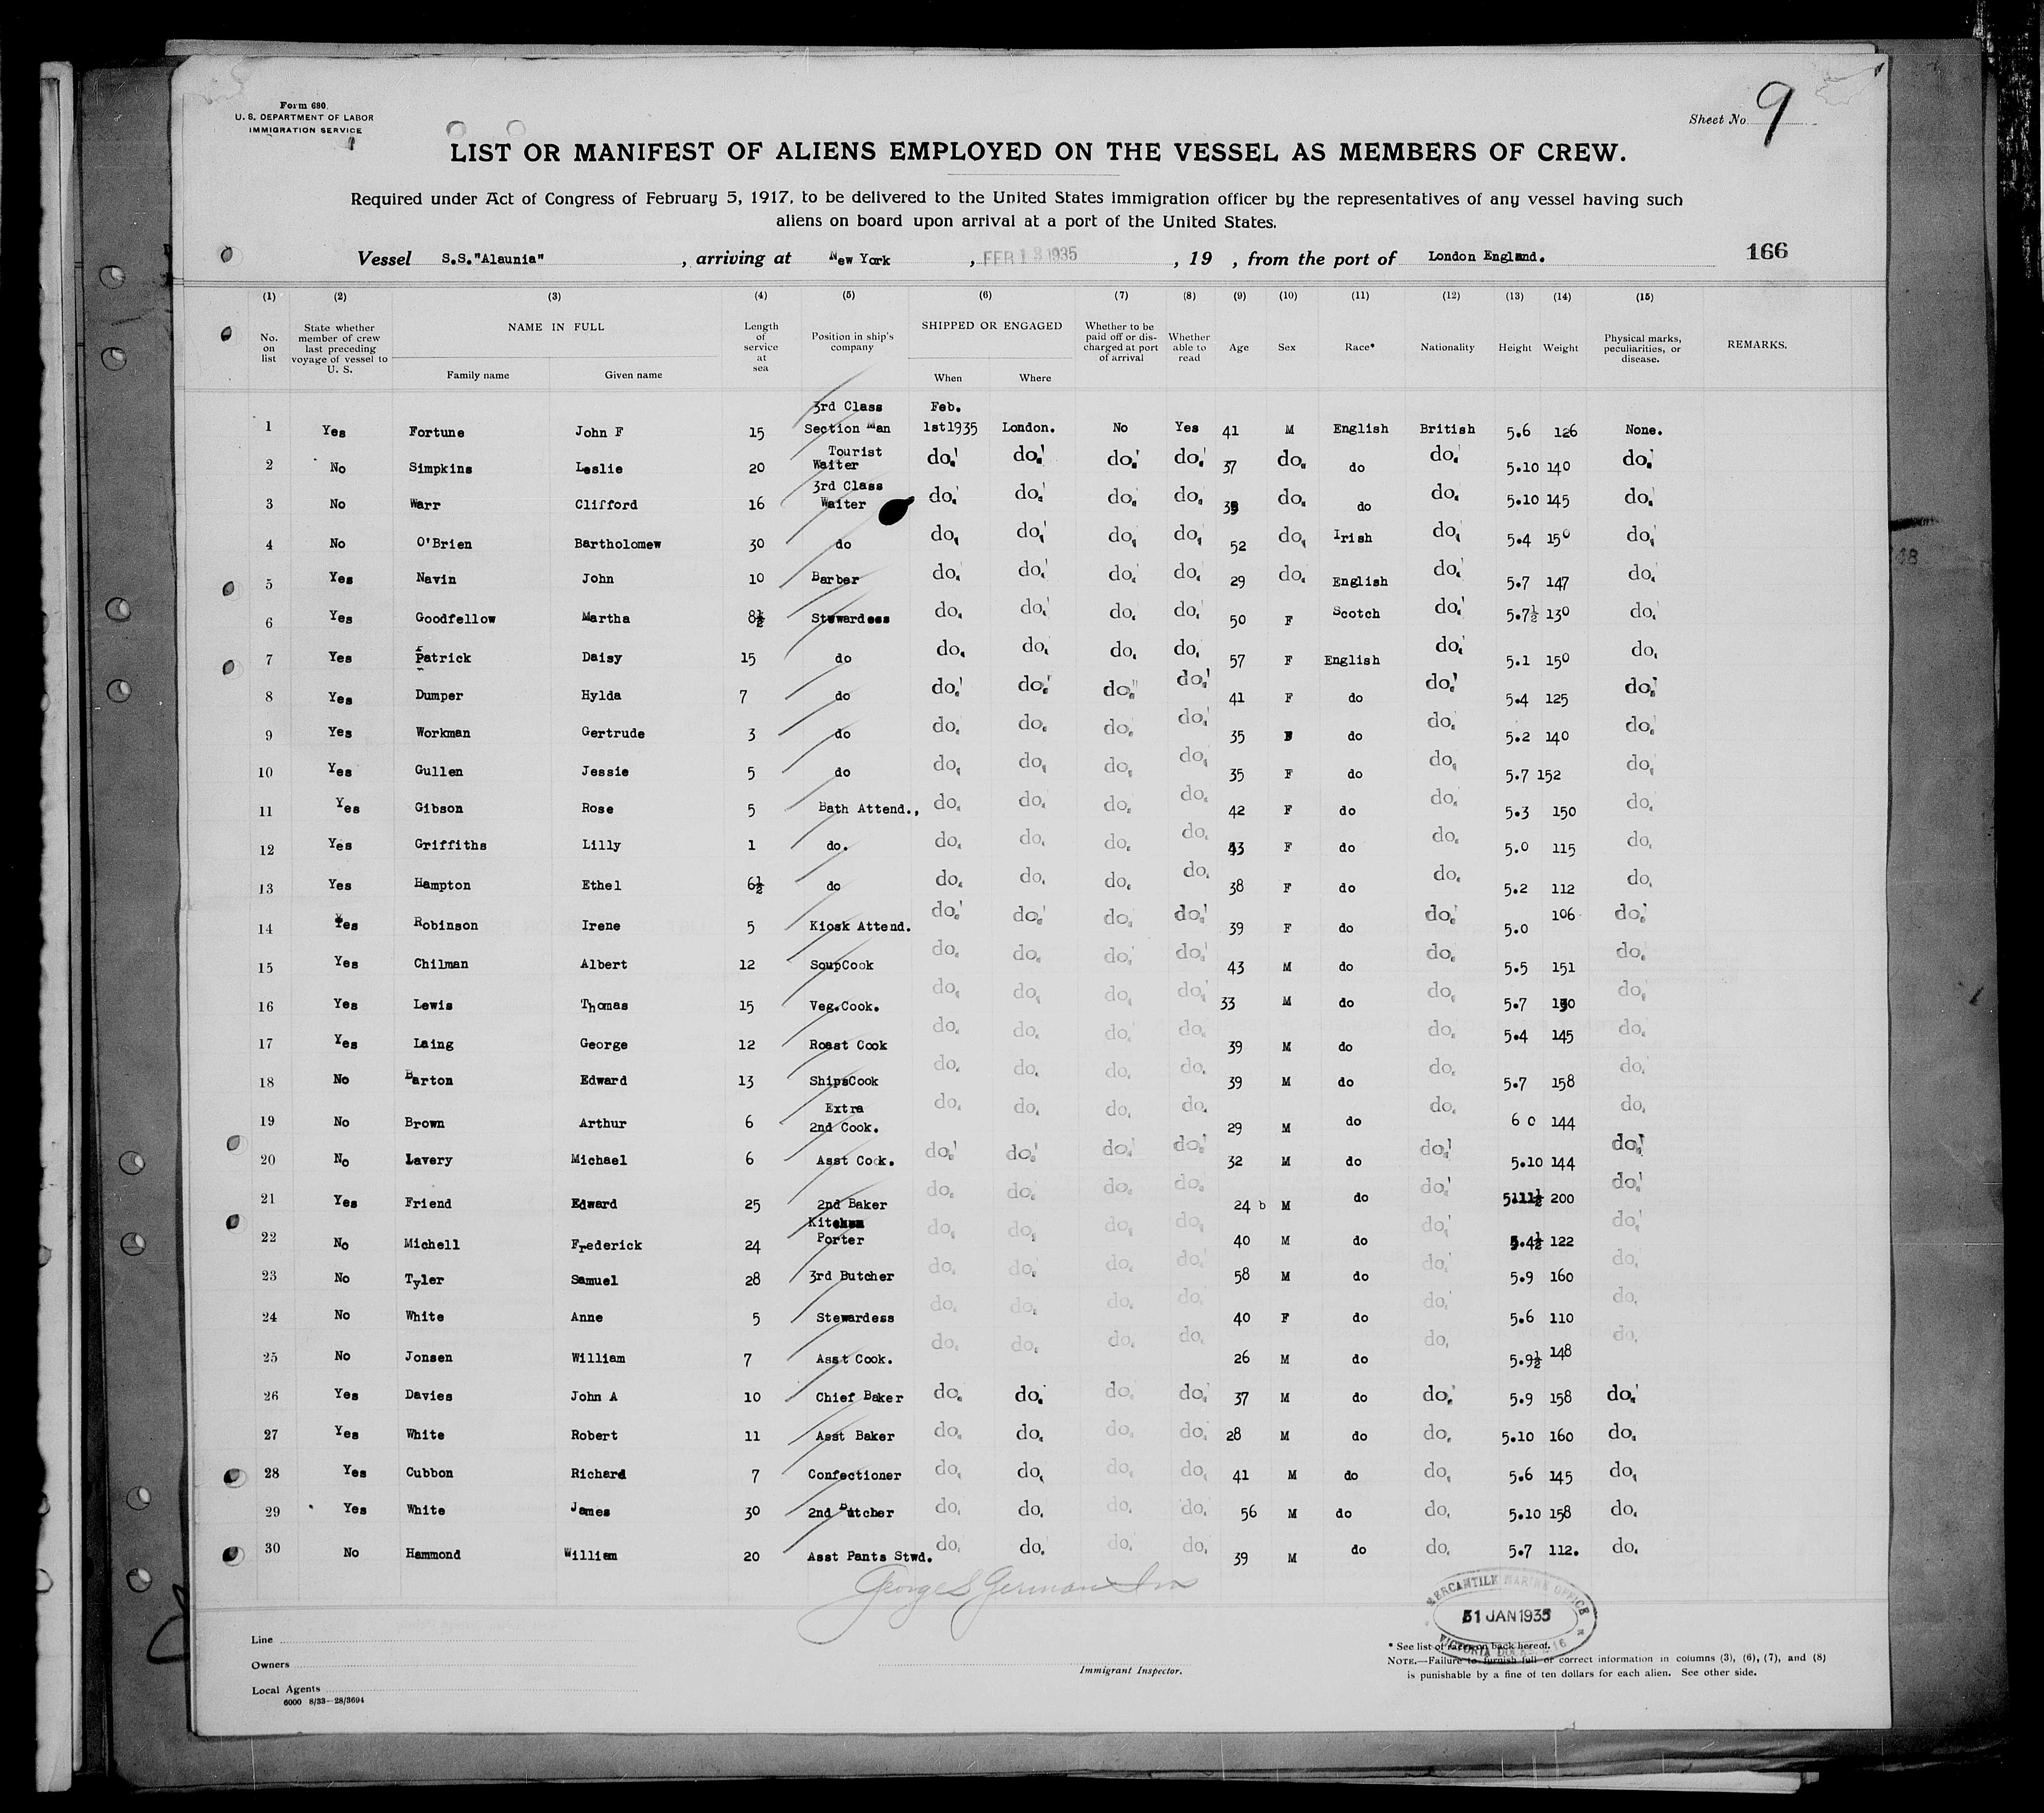 Form 680
U. S. DEPARTMENT OF LABOR
IMMIGRATION SERVICE
Sheet No. 9
LIST OR MANIFEST OF ALIENS EMPLOYED ON THE VESSEL AS MEMBERS OF CREW.
Required under Act of Congress of February 5, 1917, to be delivered to the United States immigration officer by the representatives of any vessel having such
aliens on board upon arrival at a port of the United States.
Vessel S.S."Alaunia" , arriving at New York , FEB 13 1935 , 19 , from the port of London England. 166
(1) (2) (3) (4) (5) (6) (7) (8) (9) (10) (11) (12) (13) (14) (15)
No. on list State whether member of crew last preceding voyage of vessel to U. S. NAME IN FULL Family name Given name Length of service at sea Position in ship's company SHIPPED OR ENGAGED When Where Whether to be paid off or discharged at port of arrival Whether able to read Age Sex Race* Nationality Height Weight Physical marks, peculiarities, or disease. REMARKS.
1 Yes Fortune John F 15 3rd Class Section Man Feb. 1st1935 London. No Yes 41 M English British 5.6 126 None.
2 No Simpkins Leslie 20 Tourist Waiter do. do. do. do. 37 do. do do. 5.10 140 do.
3 No Warr Clifford 16 3rd Class Waiter do. do. do. do. 39 do. do do. 5.10 145 do.
4 No O'Brien Bartholomew 30 do do. do. do. do. 52 do. Irish do. 5.4 150 do.
5 Yes Navin John 10 Barber do. do. do. do. 29 do. English do. 5.7 147 do.
6 Yes Goodfellow Martha 8½ Stewardess do. do. do. do. 50 F Scotch do. 5.7½ 130 do.
7 Yes Patrick Daisy 15 do do. do. do. do. 57 F English do. 5.1 150 do.
8 Yes Dumper Hylda 7 do do. do. do. do. 41 F do do. 5.4 125 do.
9 Yes Workman Gertrude 3 do do. do. do. do. 35 F do do. 5.2 140 do.
10 Yes Gullen Jessie 5 do do. do. do. do. 35 F do do. 5.7 152 do.
11 Yes Gibson Rose 5 Bath Attend., do. do. do. do. 42 F do do. 5.3 150 do.
12 Yes Griffiths Lilly 1 do. do. do. do. do. 43 F do do. 5.0 115 do.
13 Yes Hampton Ethel 6½ do do. do. do. do. 38 F do do. 5.2 112 do.
14 Yes Robinson Irene 5 Kiosk Attend. do. do. do. do. 39 F do do. 5.0 106 do.
15 Yes Chilman Albert 12 SoupCook do. do. do. do. 43 M do do. 5.5 151 do.
16 Yes Lewis Thomas 15 Veg.Cook. do. do. do. do. 33 M do do. 5.7 do.
17 Yes Laing George 12 Roast Cook do. do. do. do. 39 M do do. 5.4 145 do.
18 No Barton Edward 13 ShipsCook do. do. do. do. 39 M do do. 5.7 158 do.
19 No Brown Arthur 6 Extra 2nd Cook. do. do. do. do. 29 M do do. 6 0 144 do.
20 No Lavery Michael 6 Asst Cook. do. do. do. do. 32 M do do. 5.10 144 do.
21 Yes Friend Edward 25 2nd Baker do. do. do. do. 24 b M do do. 5.11½ 200 do.
22 No Michell Frederick 24 Kitchen Porter do. do. do. do. 40 M do do. 5.4½ 122 do.
23 No Tyler Samuel 28 3rd Butcher do. do. do. do. 58 M do do. 5.9 160 do.
24 No White Anne 5 Stewardess do. do. do. do. 40 F do do. 5.6 110 do.
25 No Jonsen William 7 Asst Cook. do. do. do. do. 26 M do do. 5.9½ 148 do.
26 Yes Davies John A 10 Chief Baker do. do. do. do. 37 M do do. 5.9 158 do.
27 Yes White Robert 11 Asst Baker do. do. do. do. 28 M do do. 5.10 160 do.
28 Yes Cubbon Richard 7 Confectioner do. do. do. do. 41 M do do. 5.6 145 do.
29 Yes White James 30 2nd Butcher do. do. do. do. 56 M do do. 5.10 158 do.
30 No Hammond William 20 Asst Pants Stwd. do. do. do. do. 39 M do do. 5.7 112. do.
George S German
MERCANTILE MARINE OFFICE
31 JAN 1935
VICTORIA DOCKS E 16
Line
Owners
Local Agents
6000 8/33—28/3694
Immigrant Inspector.
* See list of races on back hereof.
NOTE.—Failure to furnish full or correct information in columns (3), (6), (7), and (8)
is punishable by a fine of ten dollars for each alien. See other side.